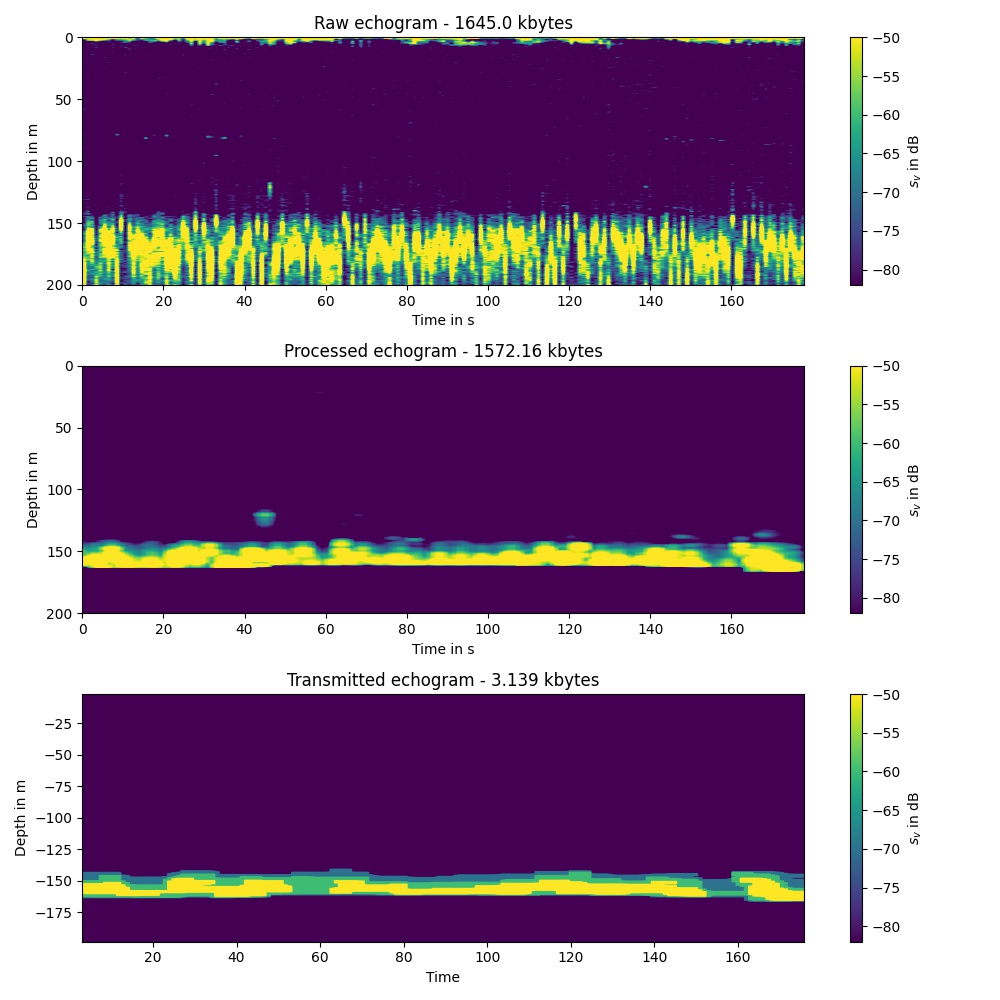 Raw echogram - 1645.0 kbytes
0
50
100
150
200
Depth in m
0 20 40 60 80 100 120 140 160
Time in s
−50
−55
−60
−65
−70
−75
−80
sv in dB
Processed echogram - 1572.16 kbytes
0
50
100
150
200
Depth in m
0 20 40 60 80 100 120 140 160
Time in s
−50
−55
−60
−65
−70
−75
−80
sv in dB
Transmitted echogram - 3.139 kbytes
−25
−50
−75
−100
−125
−150
−175
Depth in m
20 40 60 80 100 120 140 160
Time
−50
−55
−60
−65
−70
−75
−80
sv in dB